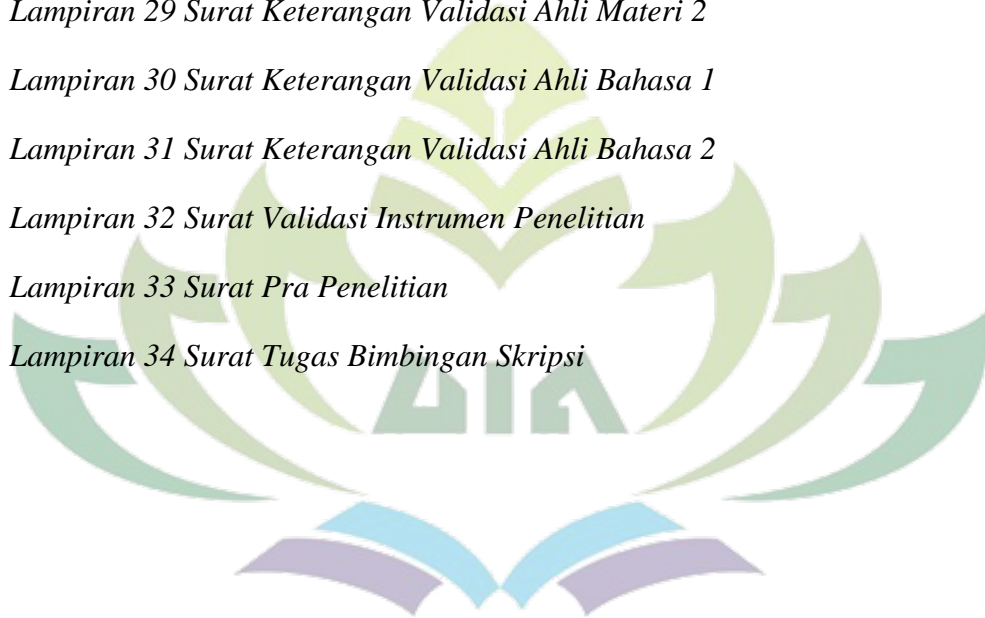 Lampiran 29 Surat Keterangan Validasi Ahli Materi 2
Lampiran 30 Surat Keterangan Validasi Ahli Bahasa 1
Lampiran 31 Surat Keterangan Validasi Ahli Bahasa 2
Lampiran 32 Surat Validasi Instrumen Penelitian
Lampiran 33 Surat Pra Penelitian
Lampiran 34 Surat Tugas Bimbingan Skripsi